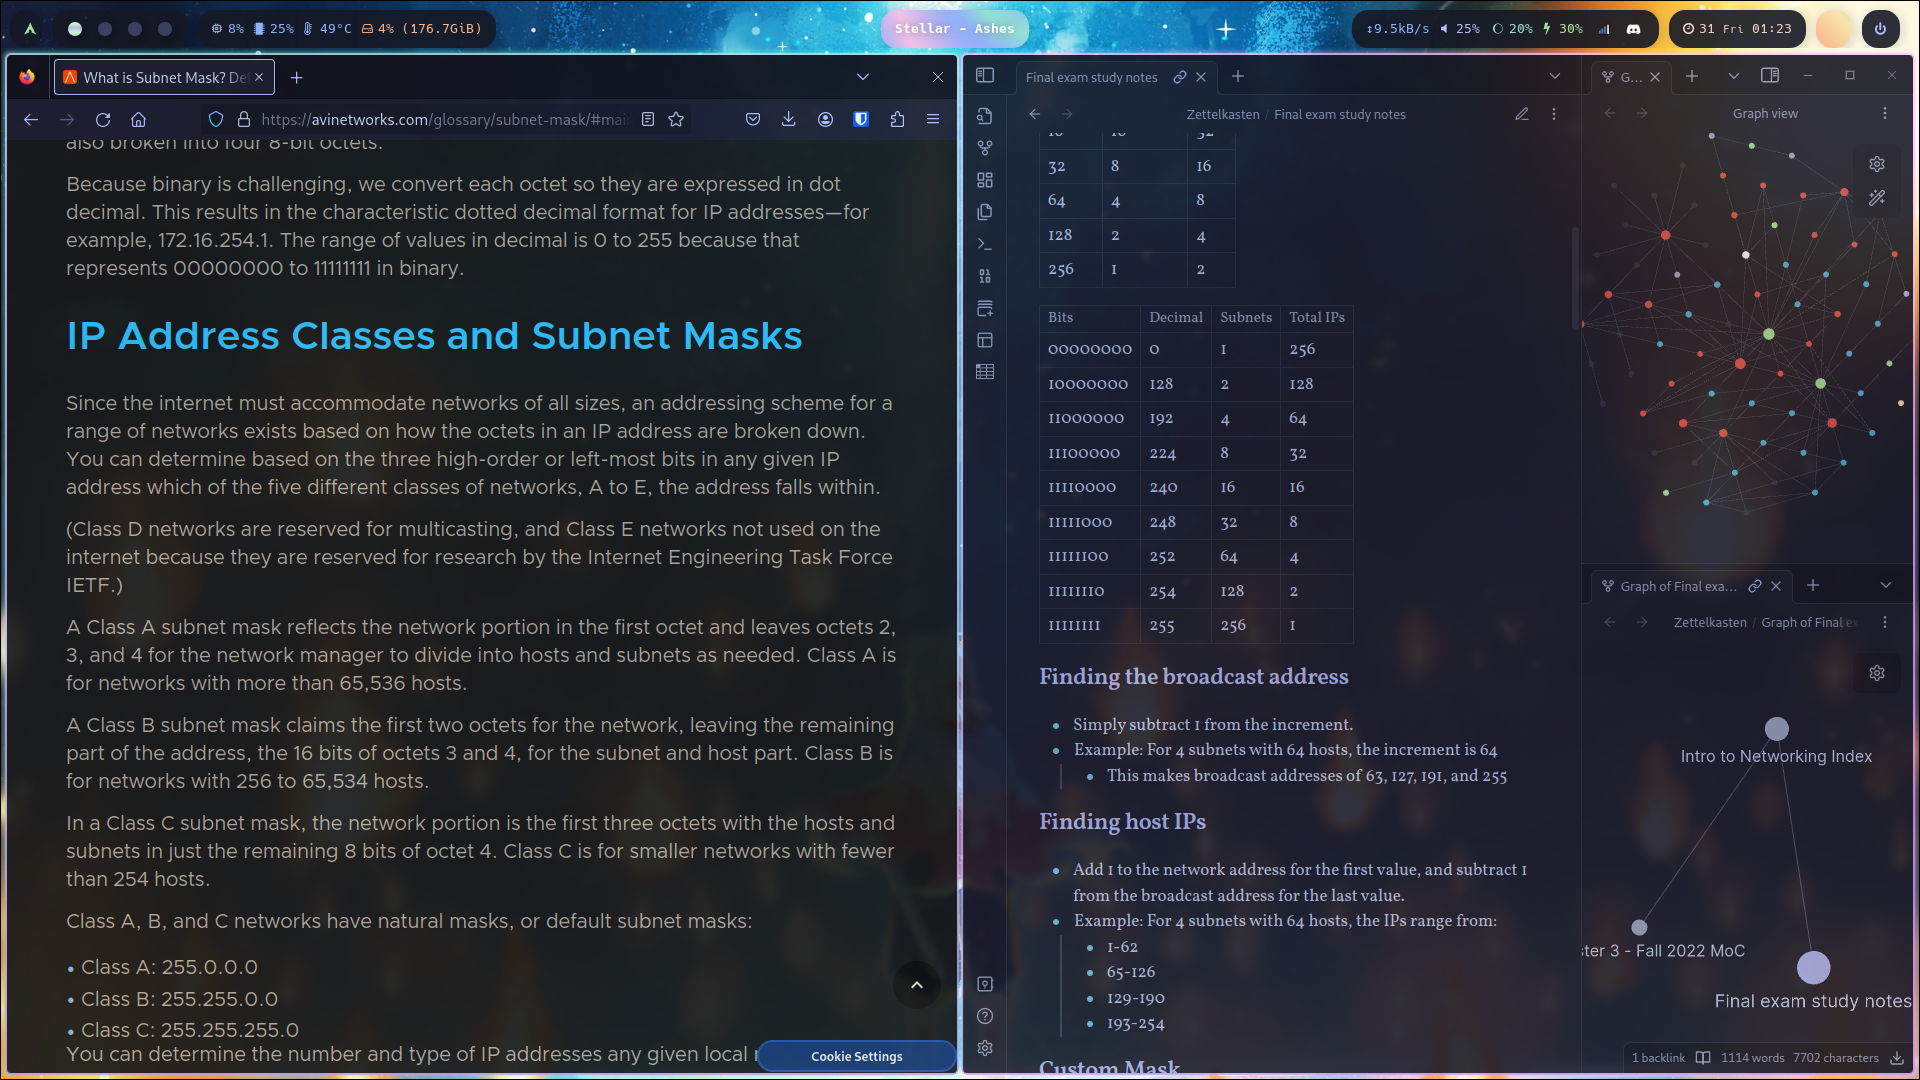 8% 25% 49°C 4% (176.7GiB)
Stellar - Ashes
9.5kB/s 25% 20% 30%
31 Fri 01:23
What is Subnet Mask? De
https://avinetworks.com/glossary/subnet-mask/#mai
also broken into four 8-bit octets.
Because binary is challenging, we convert each octet so they are expressed in dot
decimal. This results in the characteristic dotted decimal format for IP addresses—for
example, 172.16.254.1. The range of values in decimal is 0 to 255 because that
represents 00000000 to 11111111 in binary.
IP Address Classes and Subnet Masks
Since the internet must accommodate networks of all sizes, an addressing scheme for a
range of networks exists based on how the octets in an IP address are broken down.
You can determine based on the three high-order or left-most bits in any given IP
address which of the five different classes of networks, A to E, the address falls within.
(Class D networks are reserved for multicasting, and Class E networks not used on the
internet because they are reserved for research by the Internet Engineering Task Force
IETF.)
A Class A subnet mask reflects the network portion in the first octet and leaves octets 2,
3, and 4 for the network manager to divide into hosts and subnets as needed. Class A is
for networks with more than 65,536 hosts.
A Class B subnet mask claims the first two octets for the network, leaving the remaining
part of the address, the 16 bits of octets 3 and 4, for the subnet and host part. Class B is
for networks with 256 to 65,534 hosts.
In a Class C subnet mask, the network portion is the first three octets with the hosts and
subnets in just the remaining 8 bits of octet 4. Class C is for smaller networks with fewer
than 254 hosts.
Class A, B, and C networks have natural masks, or default subnet masks:
• Class A: 255.0.0.0
• Class B: 255.255.0.0
• Class C: 255.255.255.0
You can determine the number and type of IP addresses any given local
Cookie Settings
Final exam study notes
Zettelkasten / Final exam study notes
16 16 32
32 8 16
64 4 8
128 2 4
256 1 2
Bits Decimal Subnets Total IPs
00000000 0 1 256
10000000 128 2 128
11000000 192 4 64
11100000 224 8 32
11110000 240 16 16
11111000 248 32 8
11111100 252 64 4
11111110 254 128 2
11111111 255 256 1
Finding the broadcast address
• Simply subtract 1 from the increment.
• Example: For 4 subnets with 64 hosts, the increment is 64
• This makes broadcast addresses of 63, 127, 191, and 255
Finding host IPs
• Add 1 to the network address for the first value, and subtract 1
from the broadcast address for the last value.
• Example: For 4 subnets with 64 hosts, the IPs range from:
• 1-62
• 65-126
• 129-190
• 193-254
Custom Mask
G...
Graph view
Graph of Final exa...
Zettelkasten / Graph of Final e
Intro to Networking Index
ster 3 - Fall 2022 MoC
Final exam study notes
1 backlink 1114 words 7702 characters